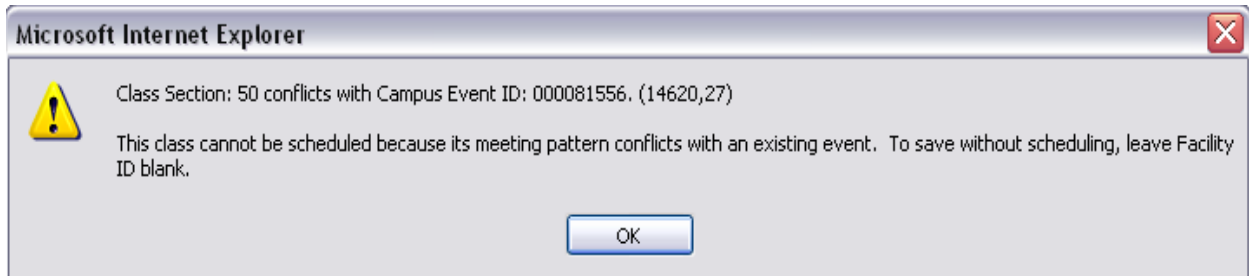 Microsoft Internet Explorer
Class Section: 50 conflicts with Campus Event ID: 000081556. (14620,27)
This class cannot be scheduled because its meeting pattern conflicts with an existing event.  To save without scheduling, leave Facility
ID blank.
OK